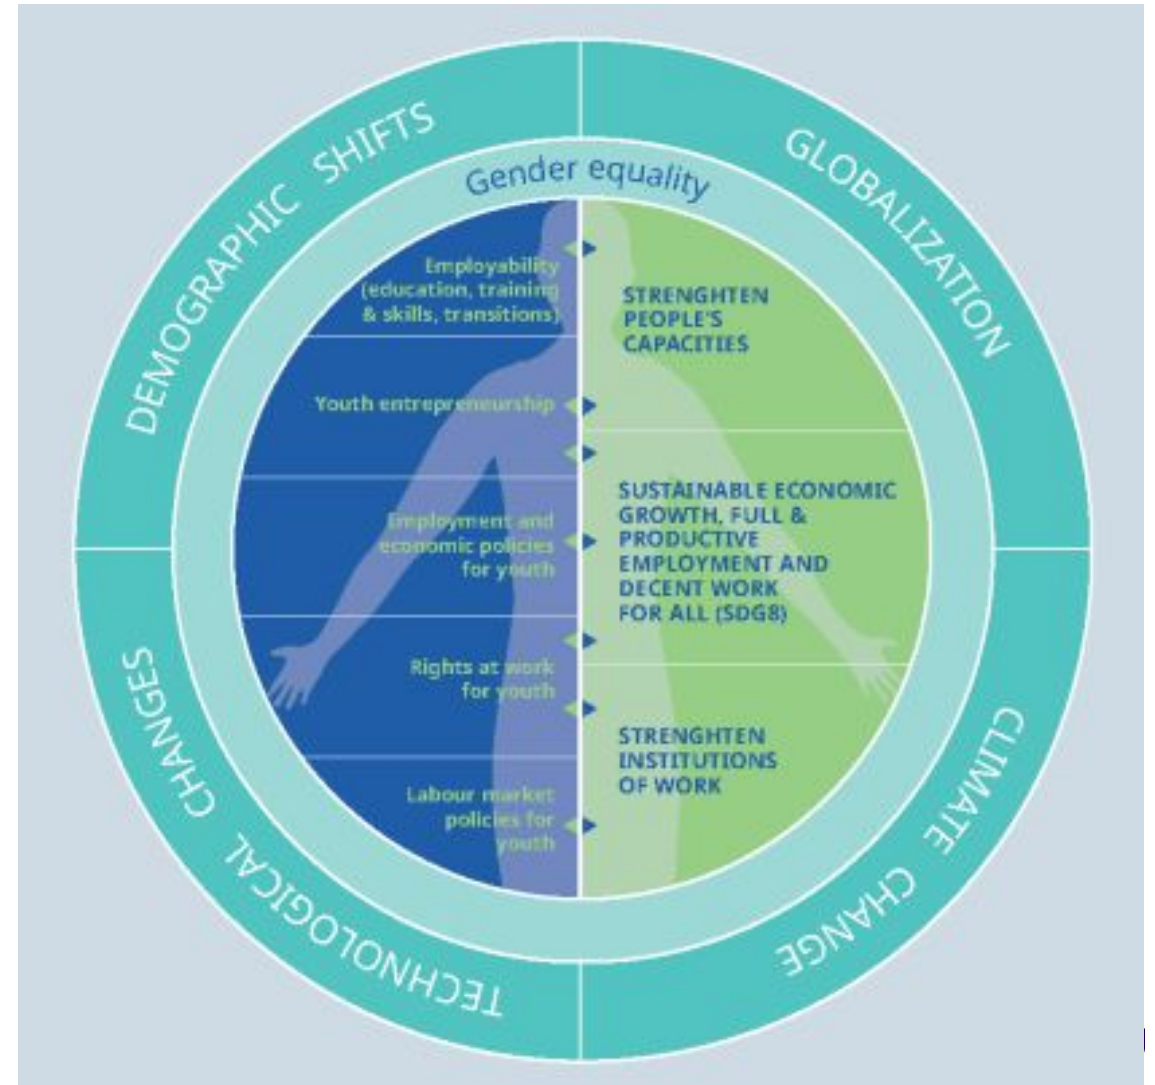 DEMOGRAPHIC SHIFTS
GLOBALIZATION
Gender equality
Employability
(education, training
& skills, transitions)
Youth entrepreneurship
Employment and
economic policies
for youth
Rights at work
for youth
Labour market
policies for
youth
STRENGHTEN
PEOPLE'S
CAPACITIES
SUSTAINABLE ECONOMIC
GROWTH, FULL &
PRODUCTIVE
EMPLOYMENT AND
DECENT WORK
FOR ALL (SDG8)
STRENGHTEN
INSTITUTIONS
OF WORK
TECHNOLOGICAL CHANGES
CLIMATE CHANGE